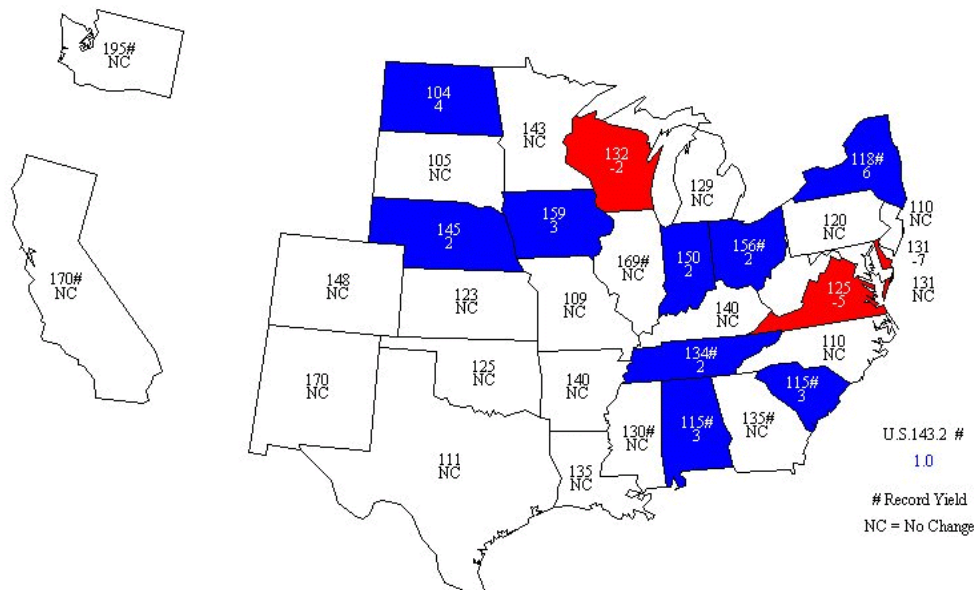 195#
NC
104
4
143
NC
132
-2
118#
6
105
NC
129
NC
110
NC
120
NC
159
3
145
2
131
-7
156#
2
150
2
169#
NC
170#
NC
148
NC
131
NC
125
-5
123
NC
109
NC
140
NC
110
NC
134#
2
125
NC
170
NC
140
NC
115#
3
135#
NC
115#
3
130#
NC
U.S.143.2 #
1.0
111
NC
135
NC
# Record Yield
NC = No Change